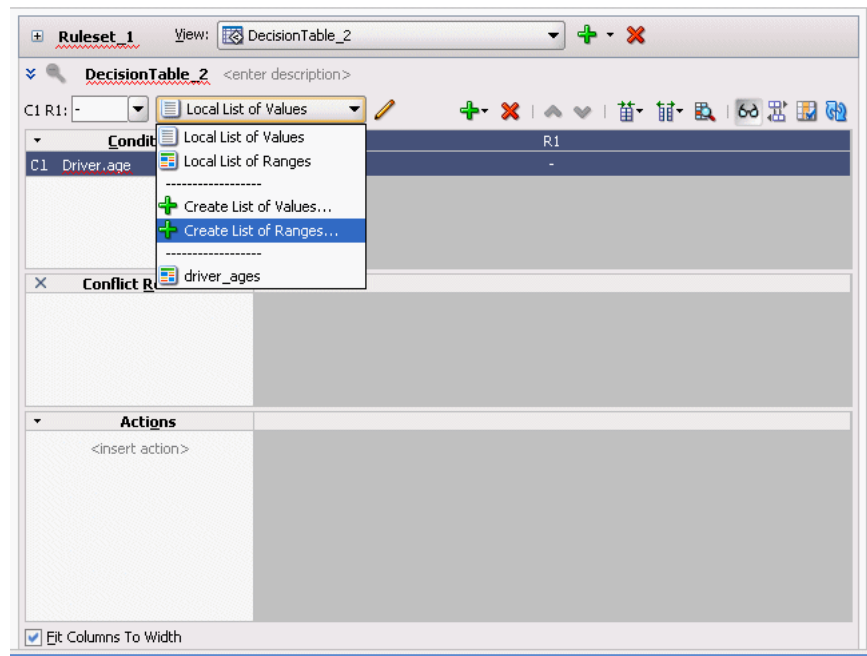 Ruleset_1 View: DecisionTable_2
DecisionTable_2 <enter description>
C1 R1: - Local List of Values
Condit R1
C1 Driver.age -
Local List of Values
Local List of Ranges
------------------
Create List of Values...
Create List of Ranges...
------------------
driver_ages
Conflict R
Actions
<insert action>
Fit Columns To Width